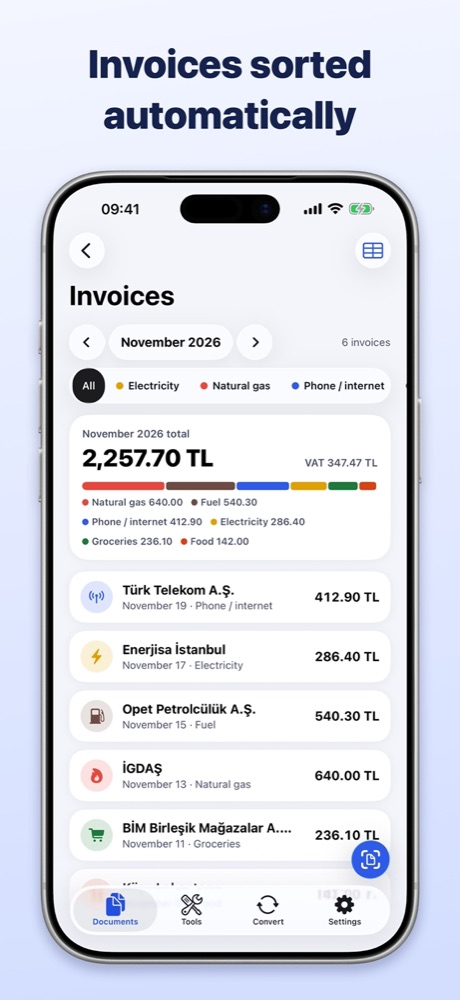 Invoices sorted
automatically
09:41
Invoices
November 2026
6 invoices
All Electricity Natural gas Phone / internet
November 2026 total
2,257.70 TL
VAT 347.47 TL
Natural gas 640.00 Fuel 540.30
Phone / internet 412.90 Electricity 286.40
Groceries 236.10 Food 142.00
Türk Telekom A.Ş.
November 19 · Phone / internet
412.90 TL
Enerjisa İstanbul
November 17 · Electricity
286.40 TL
Opet Petrolcülük A.Ş.
November 15 · Fuel
540.30 TL
İGDAŞ
November 13 · Natural gas
640.00 TL
BİM Birleşik Mağazalar A....
November 11 · Groceries
236.10 TL
Documents Tools Convert Settings